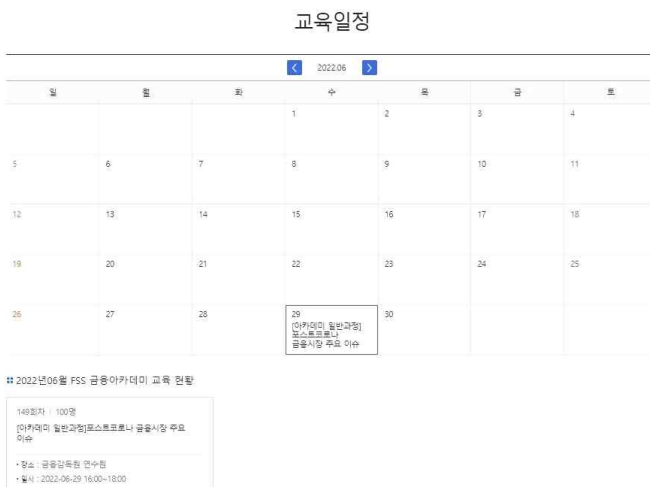 교육일정
2022.06
일 월 화 수 목 금 토
1 2 3 4
5 6 7 8 9 10 11
12 13 14 15 16 17 18
19 20 21 22 23 24 25
26 27 28 29 30
[아카데미 일반과정]
포스트코로나
금융시장 주요 이슈
2022년06월 FSS 금융아카데미 교육 현황
149회차 | 100명
[아카데미 일반과정]포스트코로나 금융시장 주요
이슈
• 장소 : 금융감독원 연수원
• 일시 : 2022-06-29 16:00~18:00